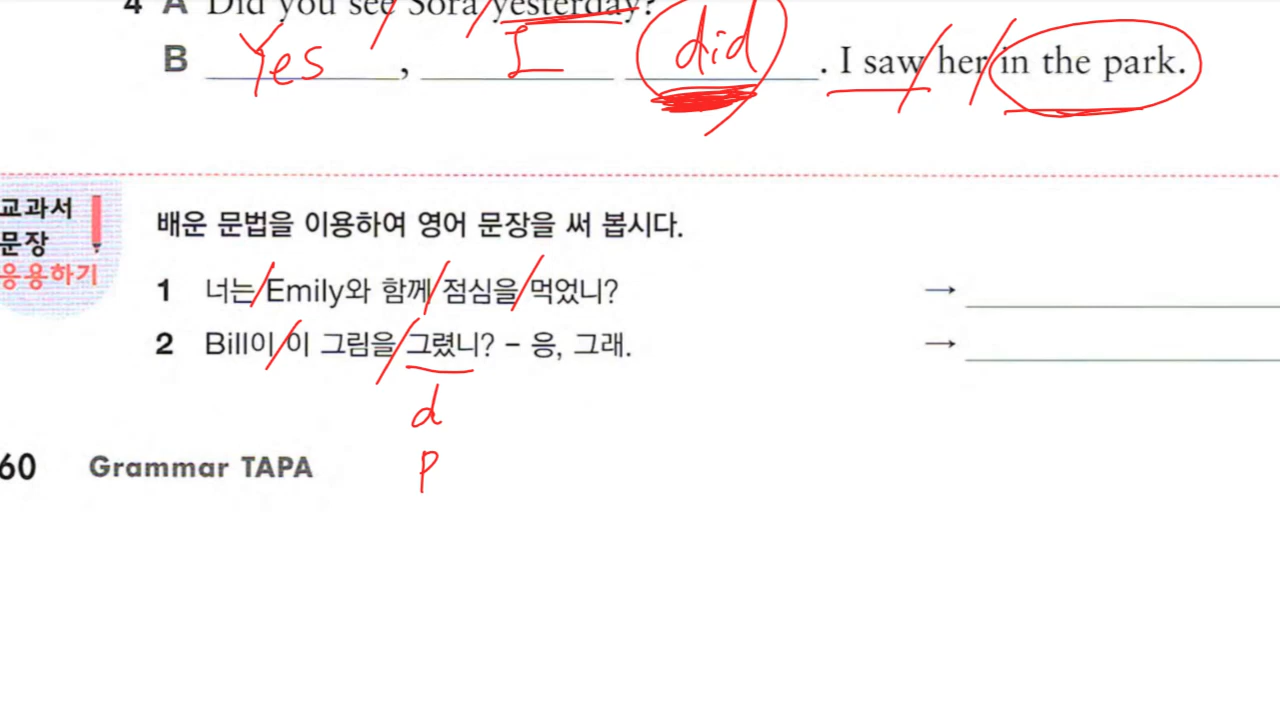 4 A Did you see Sora yesterday?
B Yes, I did. I saw her in the park.
교과서
문장
응용하기
배운 문법을 이용하여 영어 문장을 써 봅시다.
1 너는 Emily와 함께 점심을 먹었니? →
2 Bill이 이 그림을 그렸니? – 응, 그래. →
d
p
60 Grammar TAPA